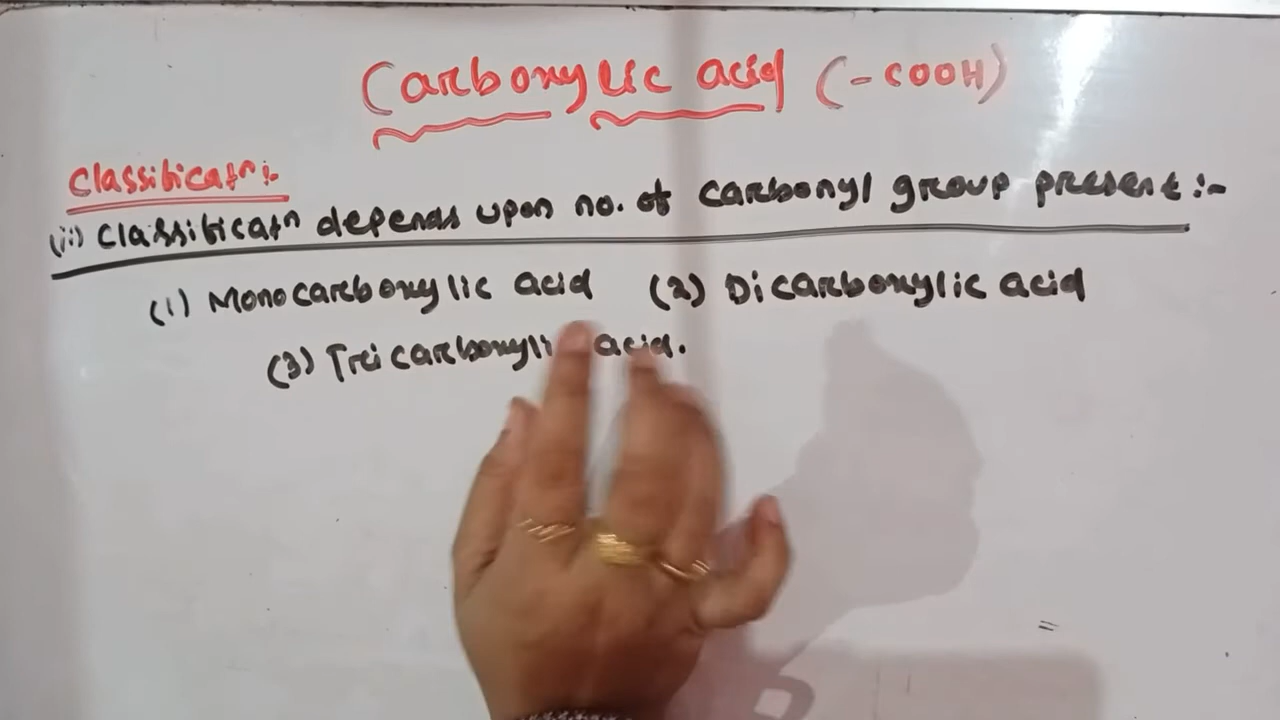 Carboxylic acid (-COOH)
Classificatn:-
(ii) Classificatn depends upon no. of carbonyl group present :-
(1) Monocarboxylic acid (2) Dicarboxylic acid
(3) Tricarboxylic acid.